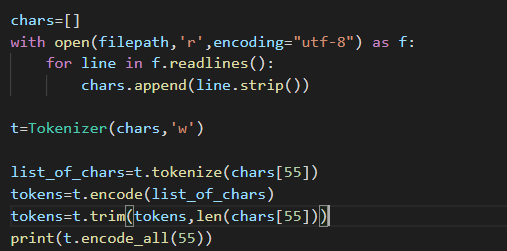 chars=[]
with open(filepath,'r',encoding="utf-8") as f:
    for line in f.readlines():
        chars.append(line.strip())

t=Tokenizer(chars,'w')

list_of_chars=t.tokenize(chars[55])
tokens=t.encode(list_of_chars)
tokens=t.trim(tokens,len(chars[55]))
print(t.encode_all(55))